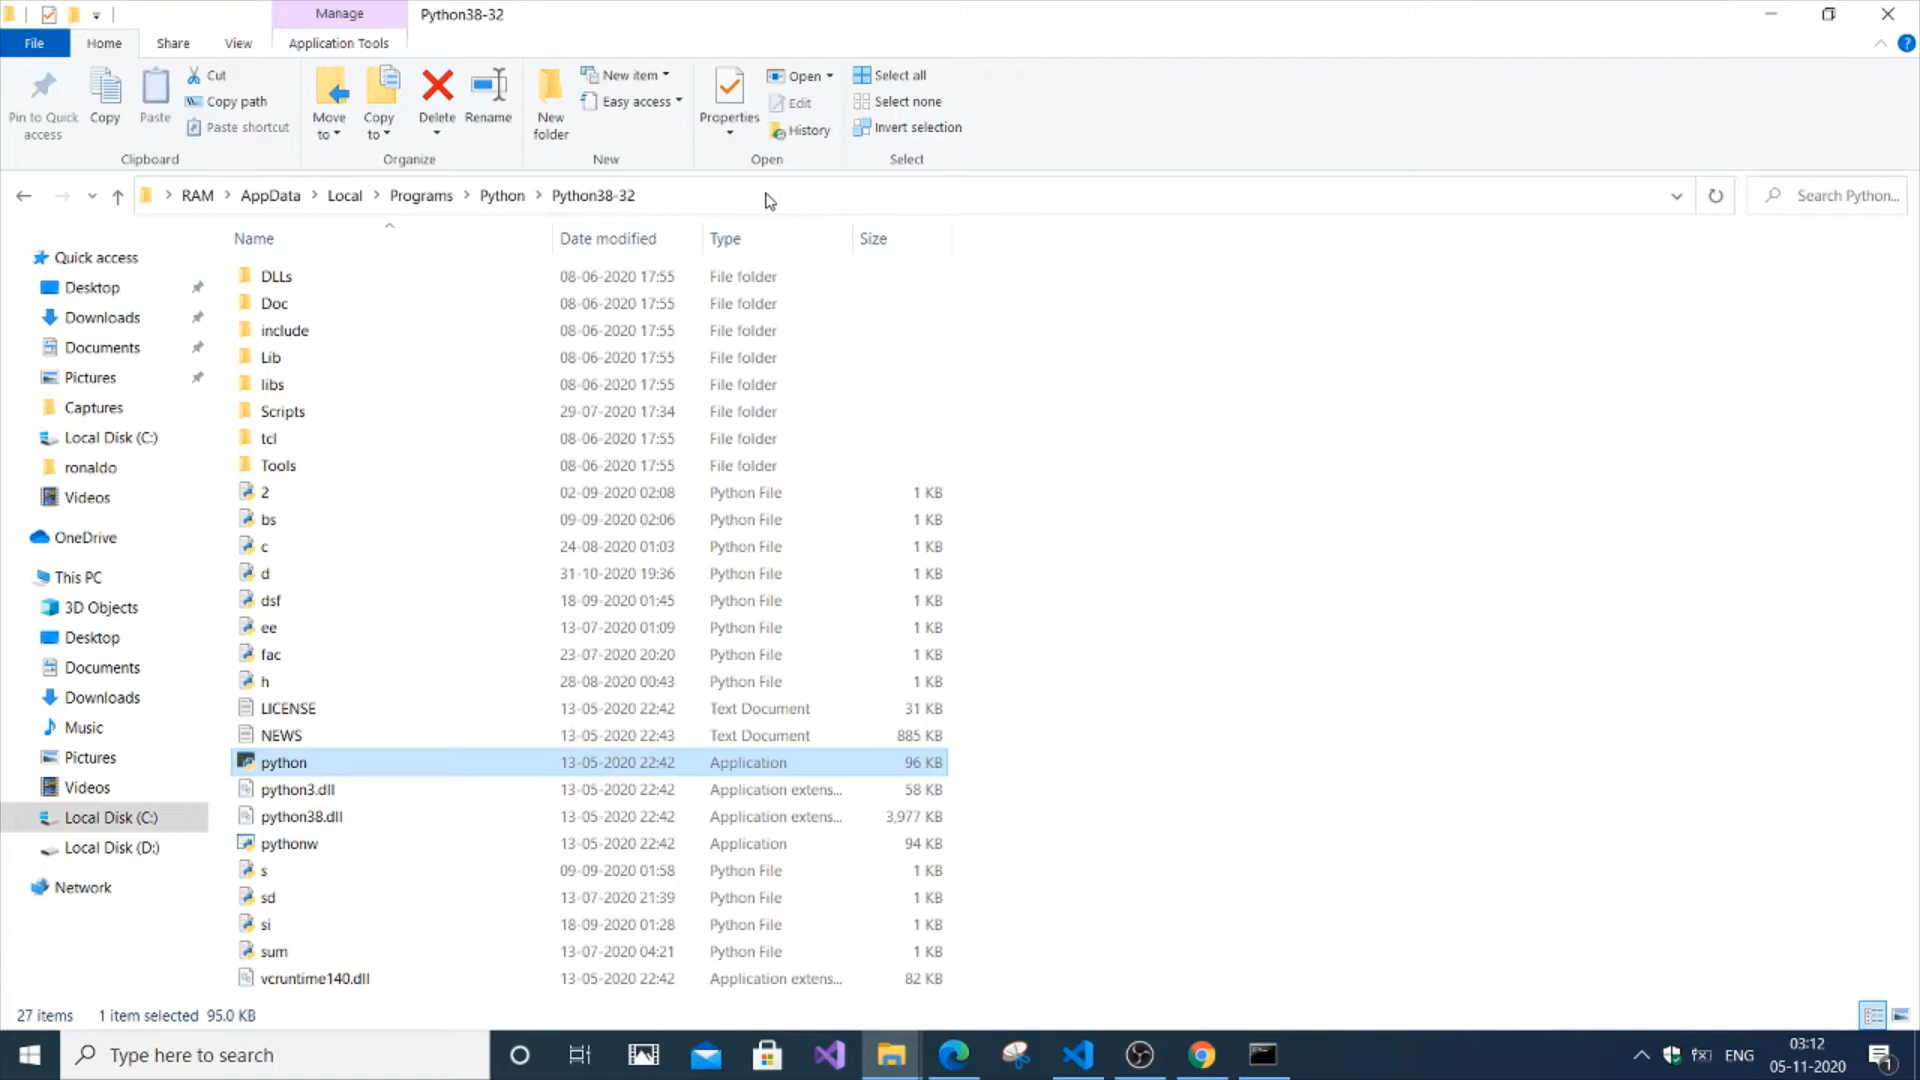 Manage
Python38-32
File
Home
Share
View
Application Tools
Pin to Quick access
Copy
Paste
Cut
Copy path
Paste shortcut
Clipboard
Move to
Copy to
Delete
Rename
Organize
New folder
New item
Easy access
New
Properties
Open
Edit
History
Open
Select all
Select none
Invert selection
Select
RAM > AppData > Local > Programs > Python > Python38-32
Search Python...
Name Date modified Type Size
Quick access
Desktop
Downloads
Documents
Pictures
Captures
Local Disk (C:)
ronaldo
Videos
OneDrive
This PC
3D Objects
Desktop
Documents
Downloads
Music
Pictures
Videos
Local Disk (C:)
Local Disk (D:)
Network
DLLs 08-06-2020 17:55 File folder
Doc 08-06-2020 17:55 File folder
include 08-06-2020 17:55 File folder
Lib 08-06-2020 17:55 File folder
libs 08-06-2020 17:55 File folder
Scripts 29-07-2020 17:34 File folder
tcl 08-06-2020 17:55 File folder
Tools 08-06-2020 17:55 File folder
2 02-09-2020 02:08 Python File 1 KB
bs 09-09-2020 02:06 Python File 1 KB
c 24-08-2020 01:03 Python File 1 KB
d 31-10-2020 19:36 Python File 1 KB
dsf 18-09-2020 01:45 Python File 1 KB
ee 13-07-2020 01:09 Python File 1 KB
fac 23-07-2020 20:20 Python File 1 KB
h 28-08-2020 00:43 Python File 1 KB
LICENSE 13-05-2020 22:42 Text Document 31 KB
NEWS 13-05-2020 22:43 Text Document 885 KB
python 13-05-2020 22:42 Application 96 KB
python3.dll 13-05-2020 22:42 Application extens... 58 KB
python38.dll 13-05-2020 22:42 Application extens... 3,977 KB
pythonw 13-05-2020 22:42 Application 94 KB
s 09-09-2020 01:58 Python File 1 KB
sd 13-07-2020 21:39 Python File 1 KB
si 18-09-2020 01:28 Python File 1 KB
sum 13-07-2020 04:21 Python File 1 KB
vcruntime140.dll 13-05-2020 22:42 Application extens... 82 KB
27 items 1 item selected 95.0 KB
Type here to search
ENG
03:12
05-11-2020
1